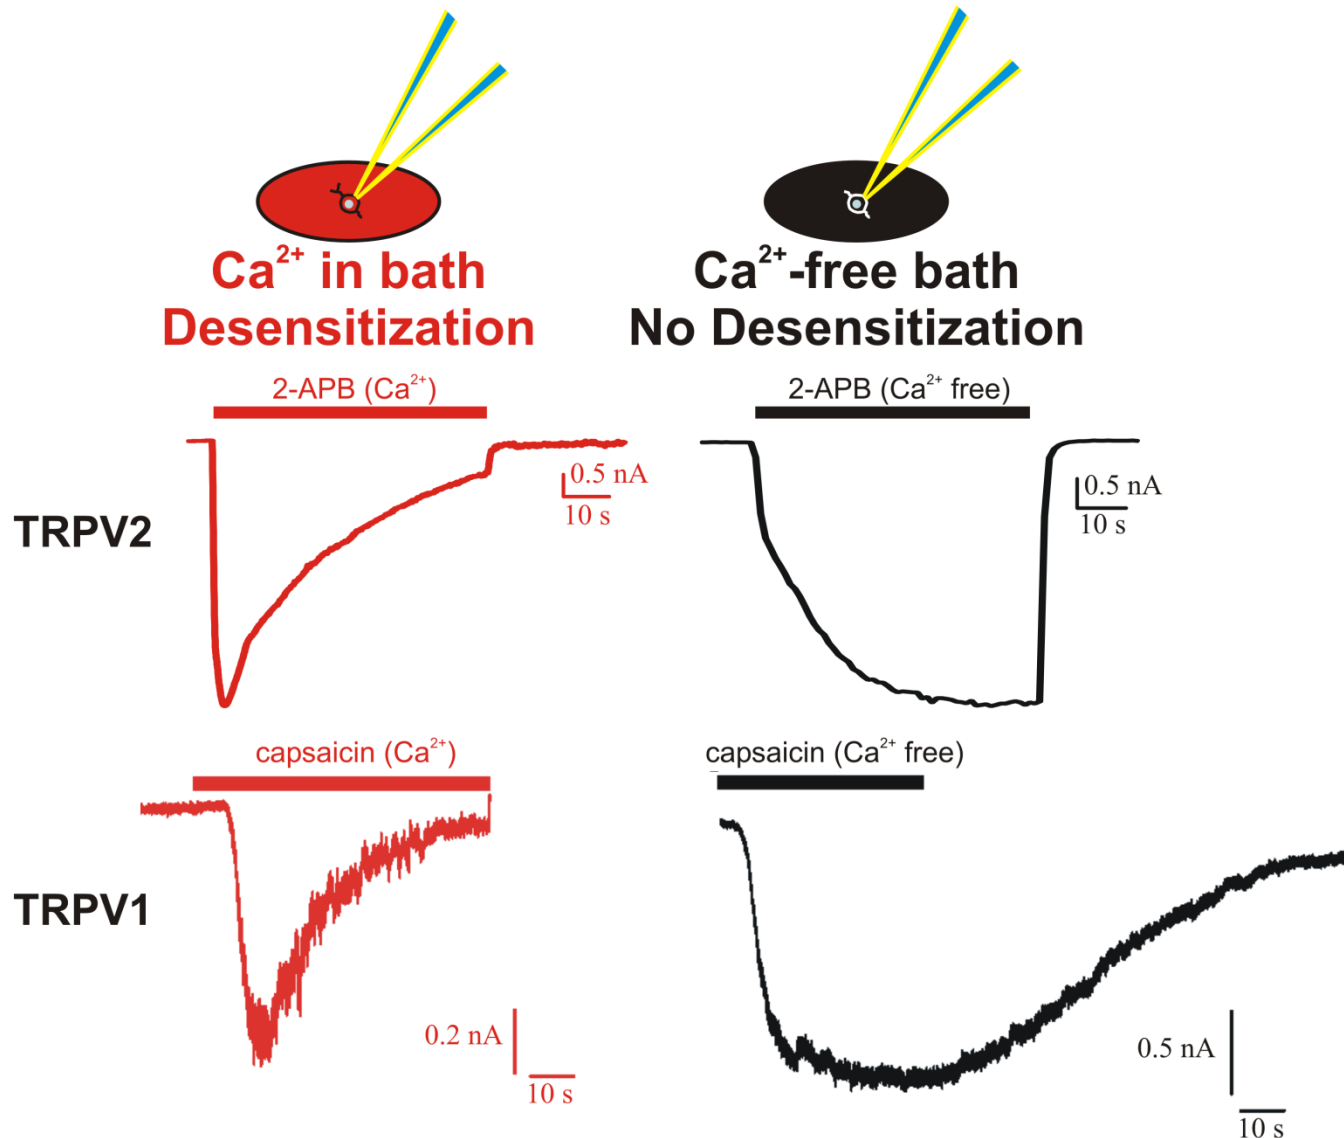 Ca²⁺ in bath
Desensitization
Ca²⁺-free bath
No Desensitization
2-APB (Ca²⁺)
2-APB (Ca²⁺ free)
TRPV2
0.5 nA
10 s
0.5 nA
10 s
capsaicin (Ca²⁺)
capsaicin (Ca²⁺ free)
TRPV1
0.2 nA
10 s
0.5 nA
10 s